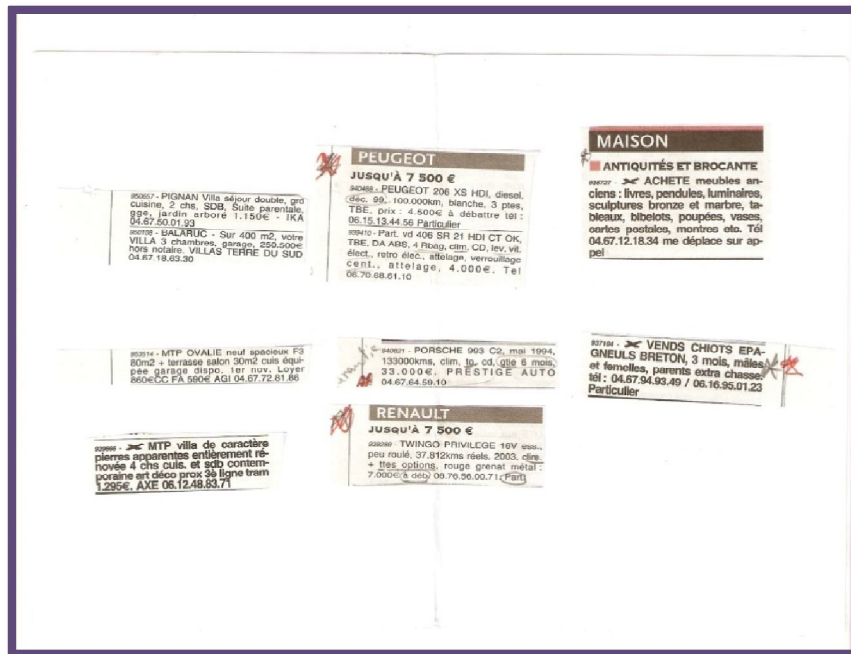 950657 - PIGNAN Villa séjour double, grd
cuisine, 2 chs, SDB, Suite parentale,
gge, jardin arboré 1.150€ - IKA
04.67.50.01.93
950108 - BALARUC - Sur 400 m2, votre
VILLA 3 chambres, garage, 250.500€
hors notaire. VILLAS TERRE DU SUD
04.67.18.63.30
953514 - MTP OVALIE neuf spacieux F3
80m2 + terrasse salon 30m2 cuis équi-
pée garage dispo. 1er nov. Loyer
860€CC FA 590€ AGI 04.67.72.61.86
MTP villa de caractère
pierres apparentes entièrement ré-
novée 4 chs cuis. et sdb contem-
poraine art déco prox 3è ligne tram
1.295€. AXE 06.12.48.83.71
PEUGEOT
JUSQU'À 7 500 €
940468 - PEUGEOT 206 XS HDI, diesel,
déc. 99, 100.000km, blanche, 3 ptes,
TBE, prix : 4.500€ à débattre tél :
06.15.13.44.56 Particulier
939410 - Part. vd 406 SR 21 HDI CT OK,
TBE, DA ABS, 4 Rbag, clim, CD, lev, vit.
élect., retro élec., attelage, verrouillage
cent., attelage, 4.000€. Tel
06.70.68.61.10
940631 - PORSCHE 993 C2, mai 1994,
133000kms, clim, to, cd, gtie 6 mois,
33.000€. PRESTIGE AUTO
04.67.64.59.10
RENAULT
JUSQU'À 7 500 €
939260 - TWINGO PRIVILEGE 16V ess.,
peu roulé, 37.812kms réels, 2003, clim.
+ ttes options, rouge grenat métal :
7.000€ à déb) 06.76.56.00.71. Part
MAISON
ANTIQUITÉS ET BROCANTE
938727 - ACHETE meubles an-
ciens : livres, pendules, luminaires,
sculptures bronze et marbre, ta-
bleaux, bibelots, poupées, vases,
cartes postales, montres etc. Tél
04.67.12.18.34 me déplace sur ap-
pel
937104 - VENDS CHIOTS EPA-
GNEULS BRETON, 3 mois, mâles
et femelles, parents extra chasse.
tél : 04.67.94.93.49 / 06.16.95.01.23
Particulier